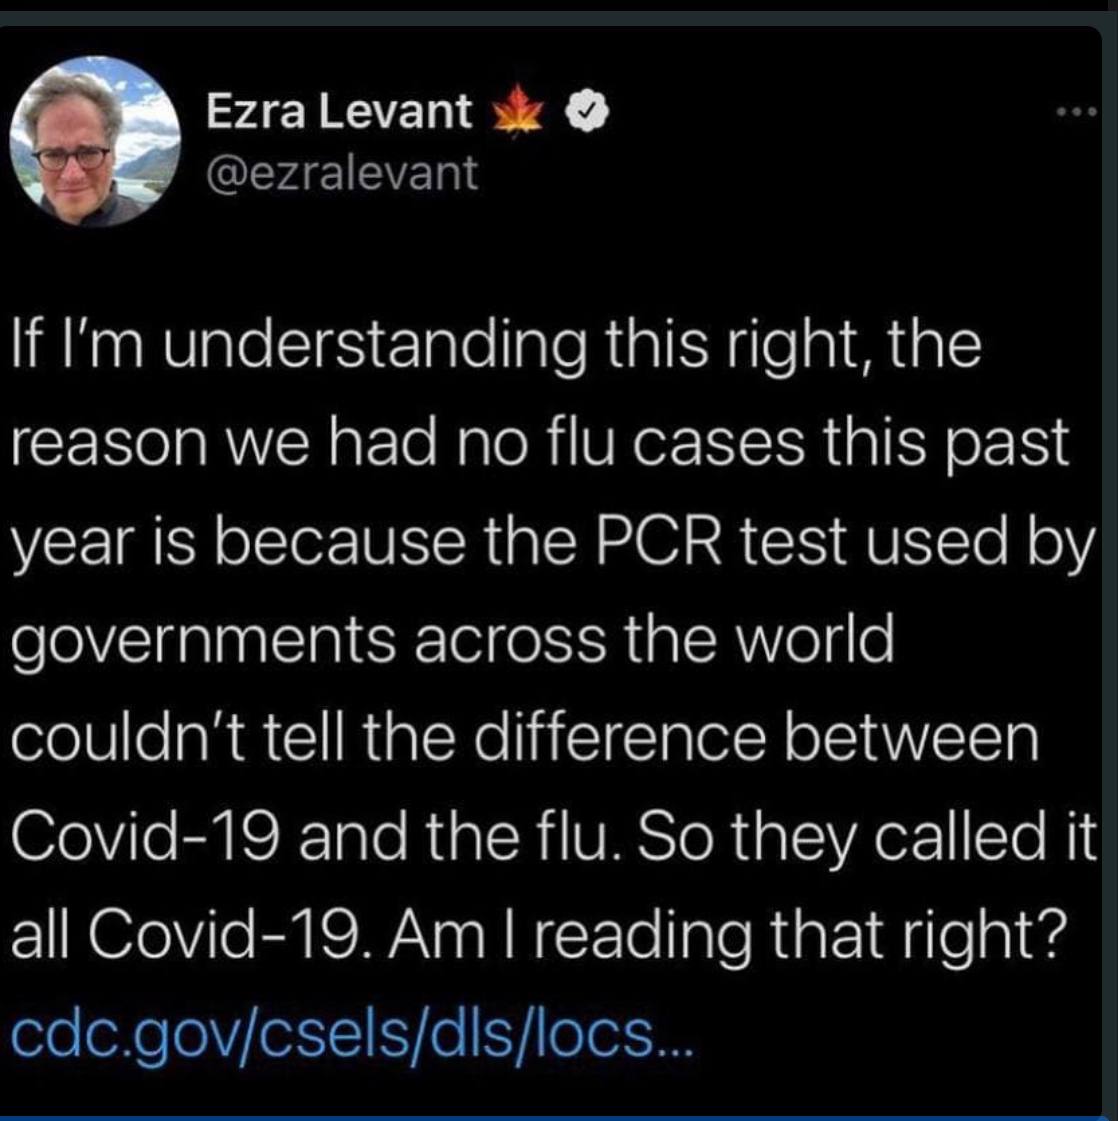 Ezra Levant 🍁
@ezralevant
If I'm understanding this right, the
reason we had no flu cases this past
year is because the PCR test used by
governments across the world
couldn't tell the difference between
Covid-19 and the flu. So they called it
all Covid-19. Am I reading that right?
cdc.gov/csels/dls/locs...